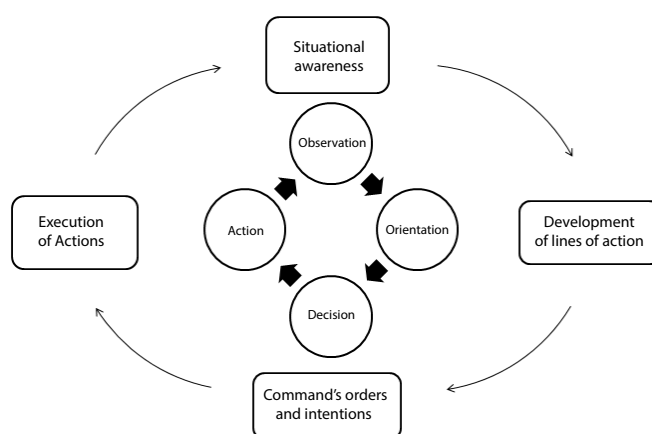 Situational
awareness
Observation
Execution
of Actions
Action
Orientation
Development
of lines of action
Decision
Command's orders
and intentions